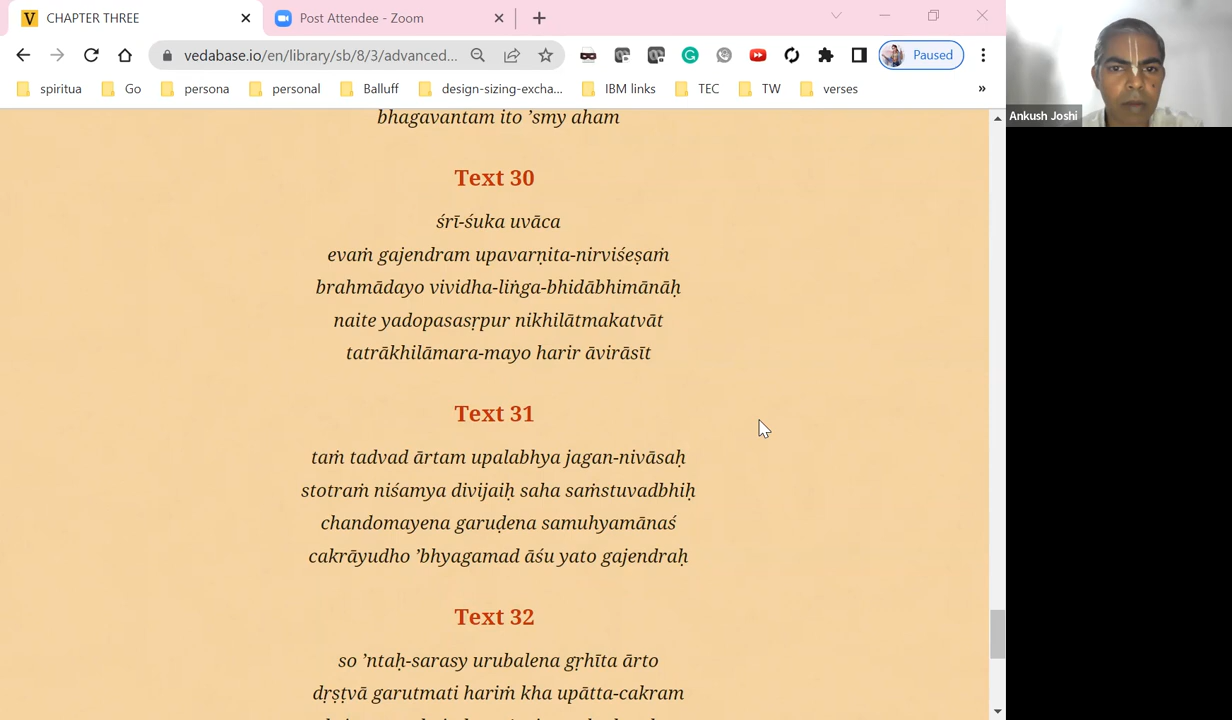 CHAPTER THREE
Post Attendee - Zoom
vedabase.io/en/library/sb/8/3/advanced...
Paused
spiritua
Go
persona
personal
Balluff
design-sizing-excha...
IBM links
TEC
TW
verses
»
Ankush Joshi
bhagavantam ito ’smy aham
Text 30
śrī-śuka uvāca
evaṁ gajendram upavarṇita-nirviśeṣaṁ
brahmādayo vividha-liṅga-bhidābhimānāḥ
naite yadopasasṛpur nikhilātmakatvāt
tatrākhilāmara-mayo harir āvirāsīt
Text 31
taṁ tadvad ārtam upalabhya jagan-nivāsaḥ
stotraṁ niśamya divijaiḥ saha saṁstuvadbhiḥ
chandomayena garuḍena samuhyamānaś
cakrāyudho ’bhyagamad āśu yato gajendraḥ
Text 32
so ’ntaḥ-sarasy urubalena gṛhīta ārto
dṛṣṭvā garutmati hariṁ kha upātta-cakram